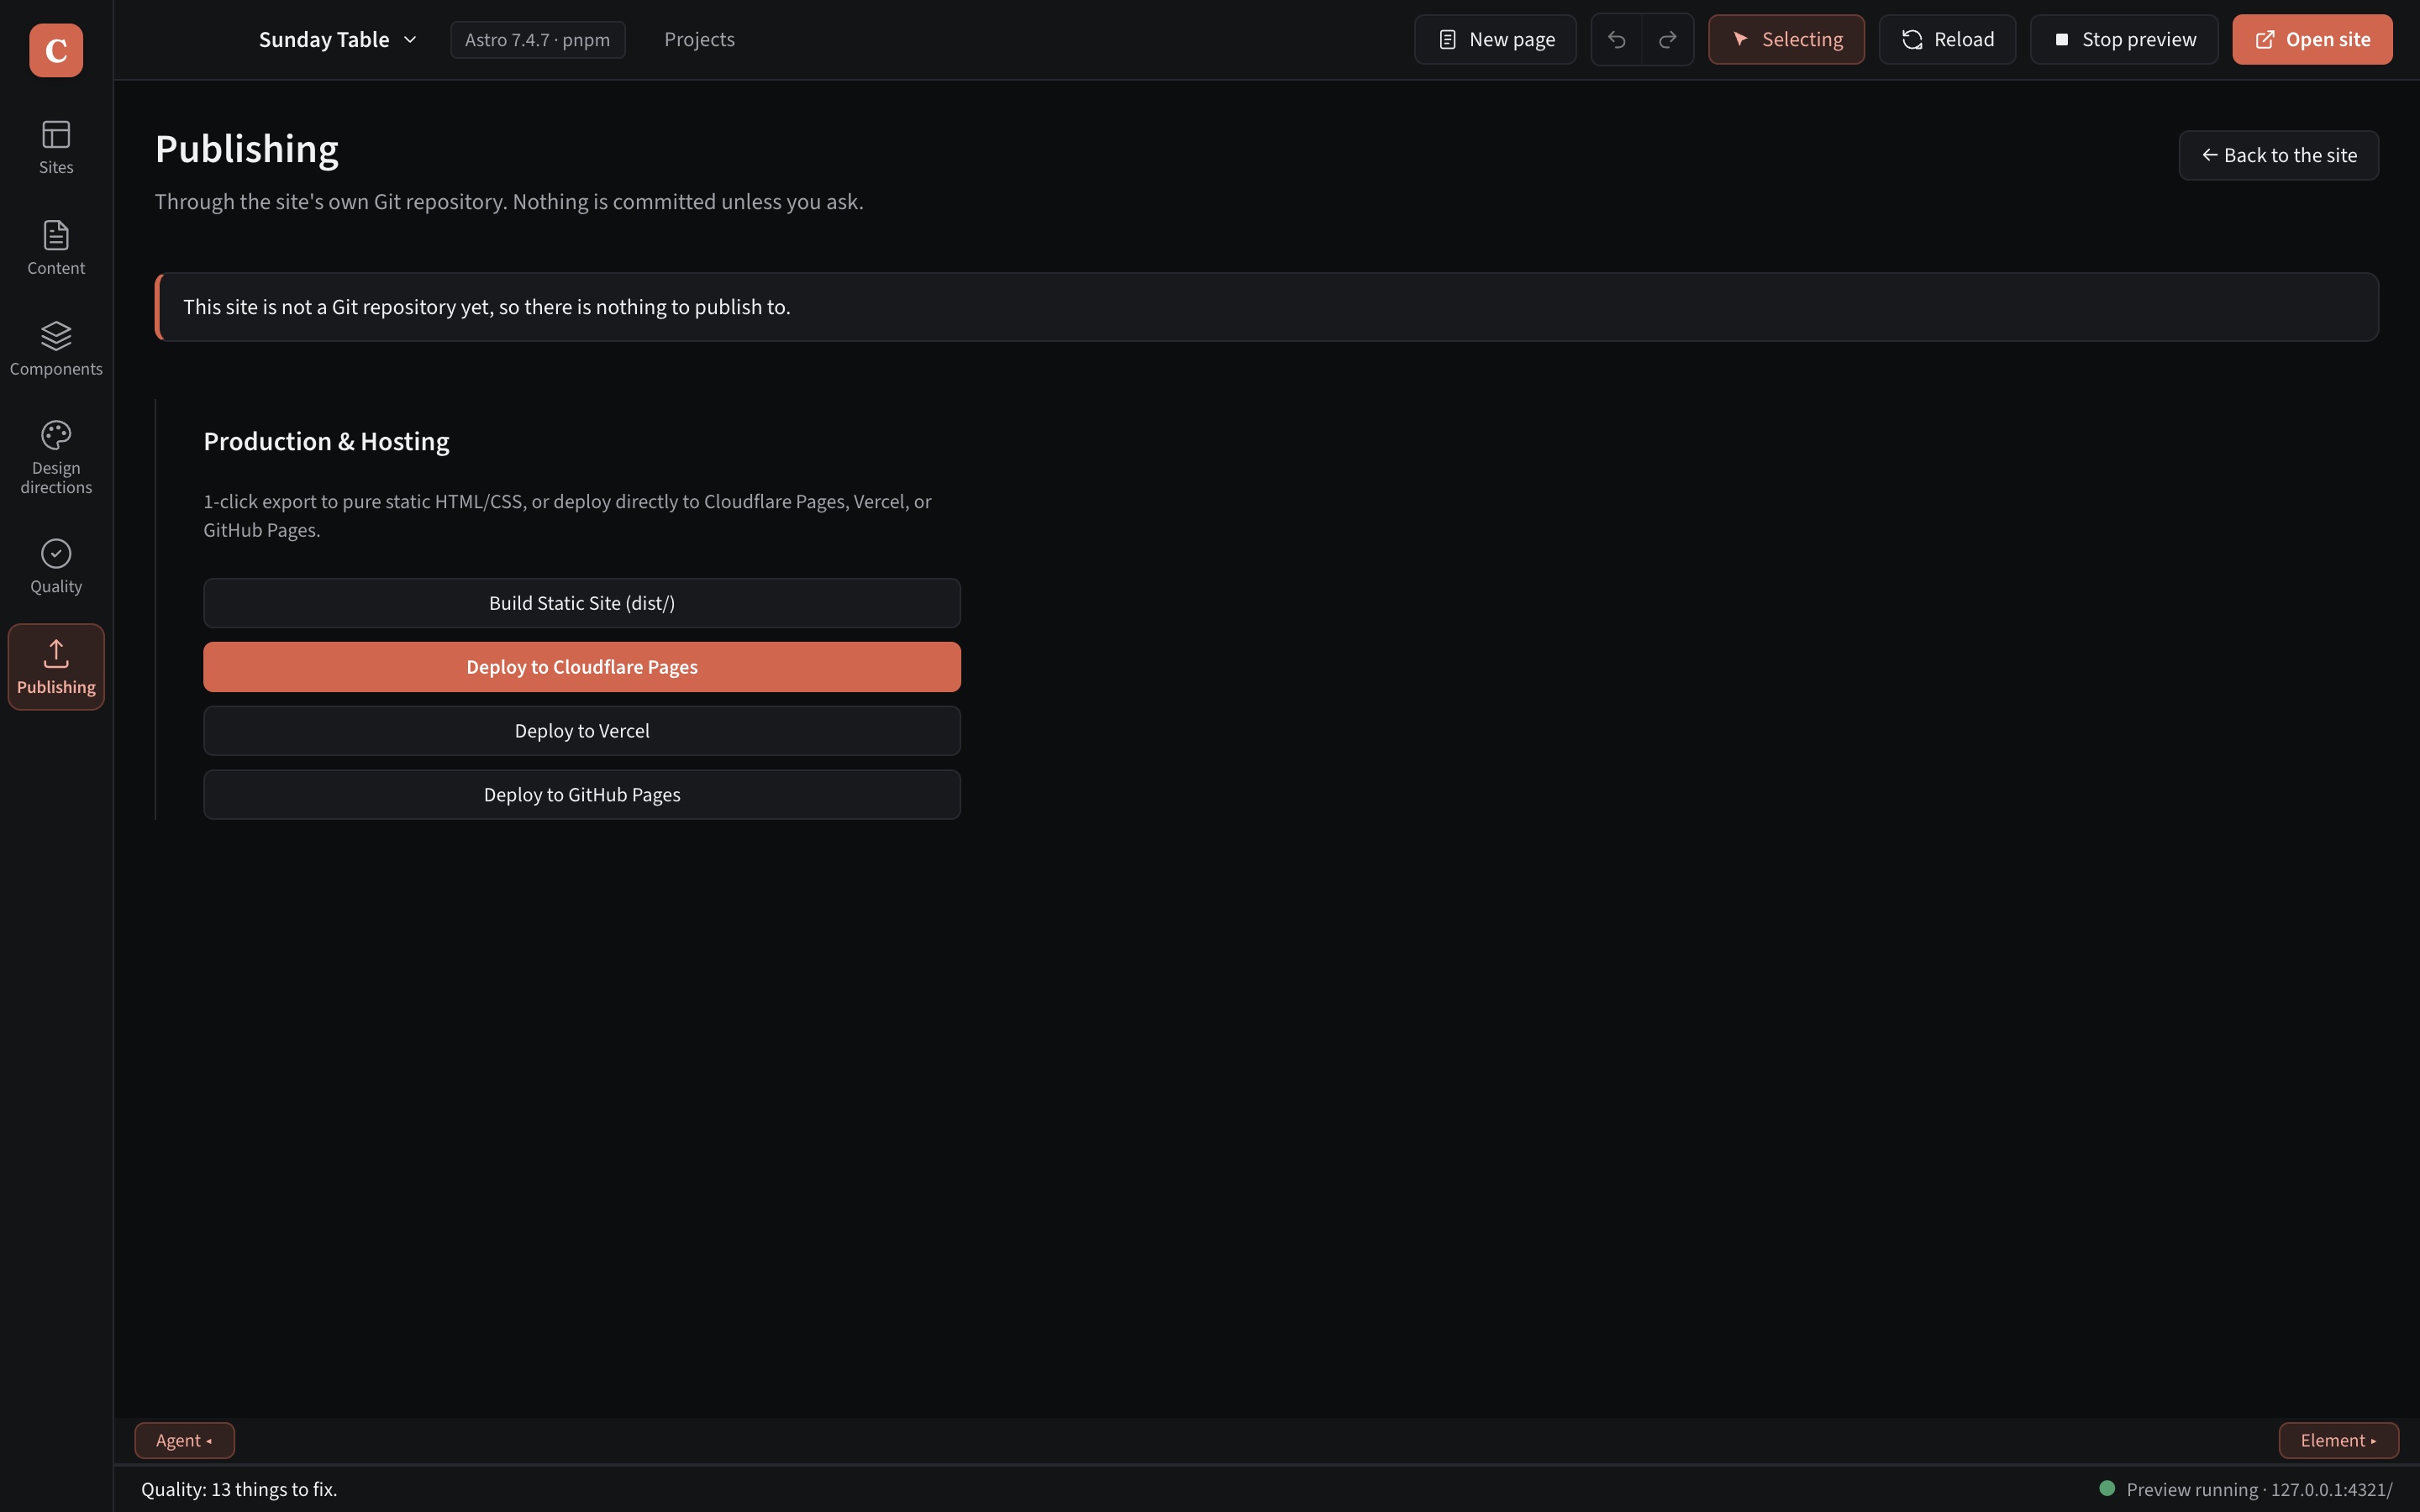 C
Sunday Table
Astro 7.4.7 · pnpm
Projects
New page
Selecting
Reload
Stop preview
Open site
Sites
Content
Components
Design
directions
Quality
Publishing
Publishing
← Back to the site
Through the site's own Git repository. Nothing is committed unless you ask.
This site is not a Git repository yet, so there is nothing to publish to.
Production & Hosting
1-click export to pure static HTML/CSS, or deploy directly to Cloudflare Pages, Vercel, or
GitHub Pages.
Build Static Site (dist/)
Deploy to Cloudflare Pages
Deploy to Vercel
Deploy to GitHub Pages
Agent ◂
Element ▸
Quality: 13 things to fix.
Preview running · 127.0.0.1:4321/